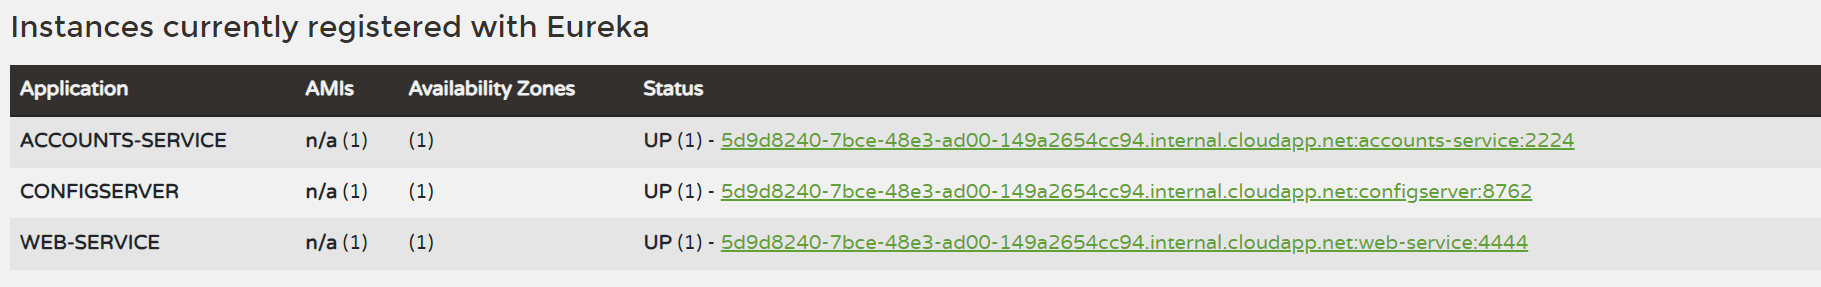 Instances currently registered with Eureka
Application AMIs Availability Zones Status
ACCOUNTS-SERVICE n/a (1) (1) UP (1) - 5d9d8240-7bce-48e3-ad00-149a2654cc94.internal.cloudapp.net:accounts-service:2224
CONFIGSERVER n/a (1) (1) UP (1) - 5d9d8240-7bce-48e3-ad00-149a2654cc94.internal.cloudapp.net:configserver:8762
WEB-SERVICE n/a (1) (1) UP (1) - 5d9d8240-7bce-48e3-ad00-149a2654cc94.internal.cloudapp.net:web-service:4444